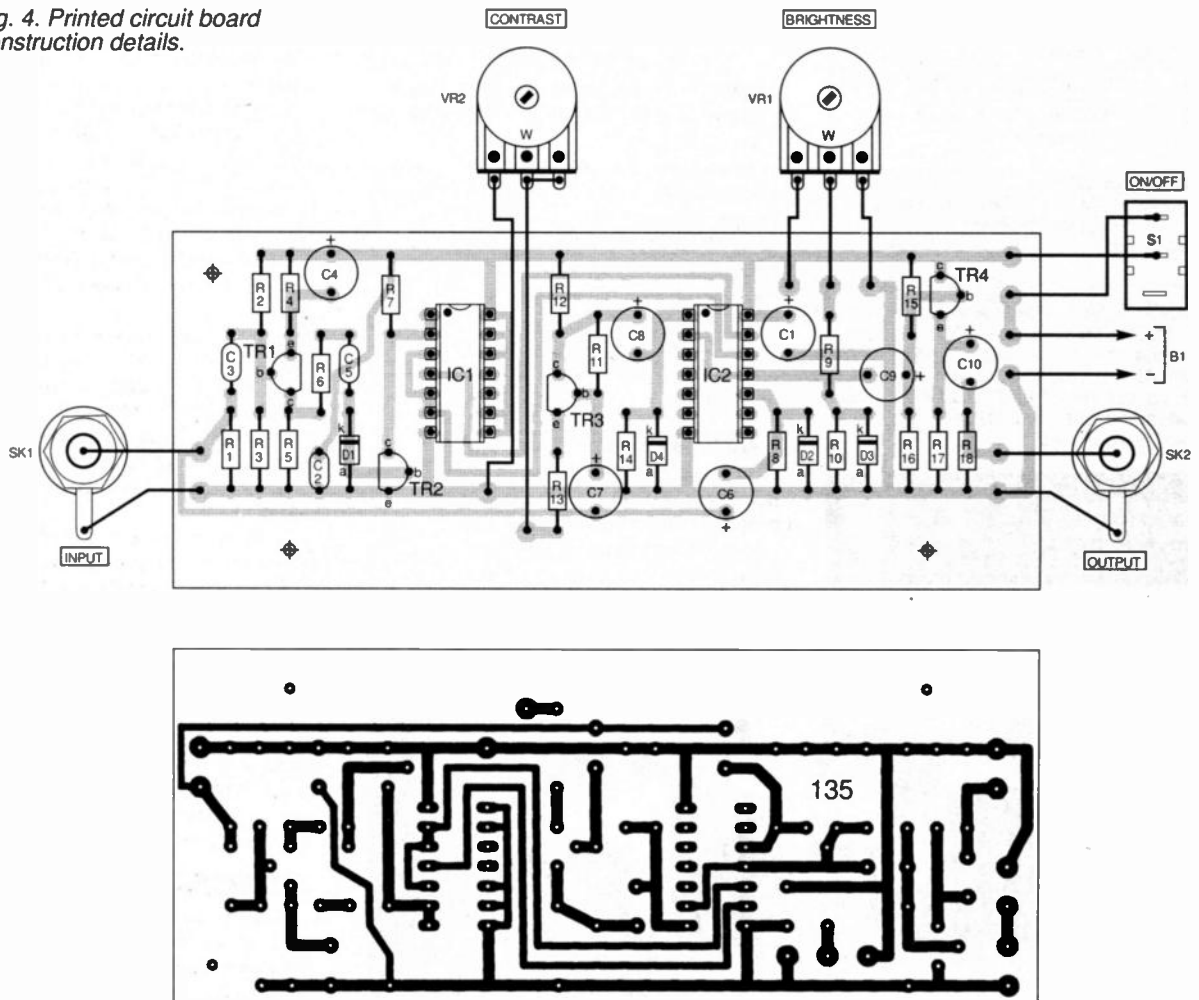 g. 4. Printed circuit board
onstruction details.
CONTRAST
BRIGHTNESS
VR2
W
VR1
W
ON/OFF
S1
+
B1
−
SK1
INPUT
SK2
OUTPUT
+
C4
R2
R4
R7
C3
TR1
e
b
c
R6
C5
R1
R3
R5
C2
k
D1
a
c
b
e
TR2
IC1
R12
R11
+
C8
c
b
e
TR3
R13
+
C7
R14
k
D4
a
IC2
+
C1
R9
C9
+
C6
+
R8
k
D2
a
R10
k
D3
a
R15
c
b
e
TR4
+
C10
R16
R17
R18
135